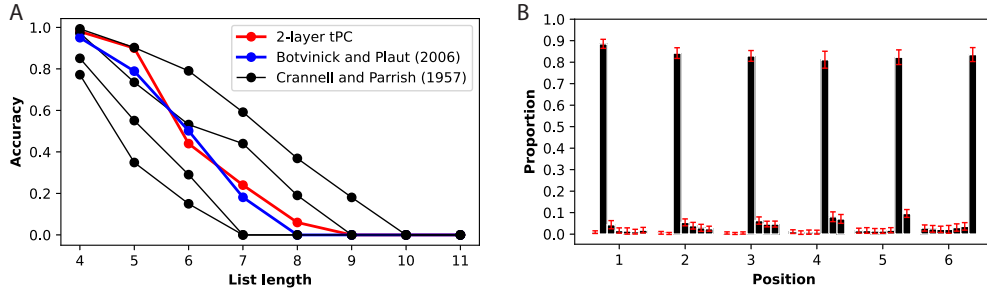 A
Accuracy
1.0
0.8
0.6
0.4
0.2
0.0
2-layer tPC
Botvinick and Plaut (2006)
Crannell and Parrish (1957)
4 5 6 7 8 9 10 11
List length
B
Proportion
1.0
0.9
0.8
0.7
0.6
0.5
0.4
0.3
0.2
0.1
0.0
1 2 3 4 5 6
Position